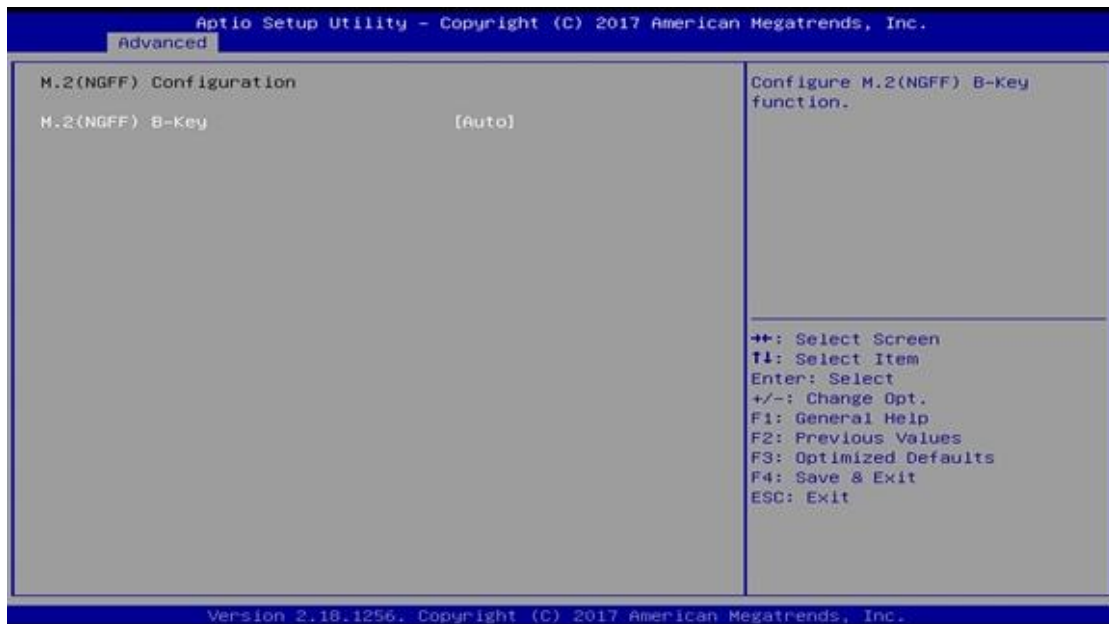 Aptio Setup Utility – Copyright (C) 2017 American Megatrends, Inc.
Advanced
M.2(NGFF) Configuration
M.2(NGFF) B-Key [Auto]
Configure M.2(NGFF) B-Key
function.
→←: Select Screen
↑↓: Select Item
Enter: Select
+/-: Change Opt.
F1: General Help
F2: Previous Values
F3: Optimized Defaults
F4: Save & Exit
ESC: Exit
Version 2.18.1256. Copyright (C) 2017 American Megatrends, Inc.